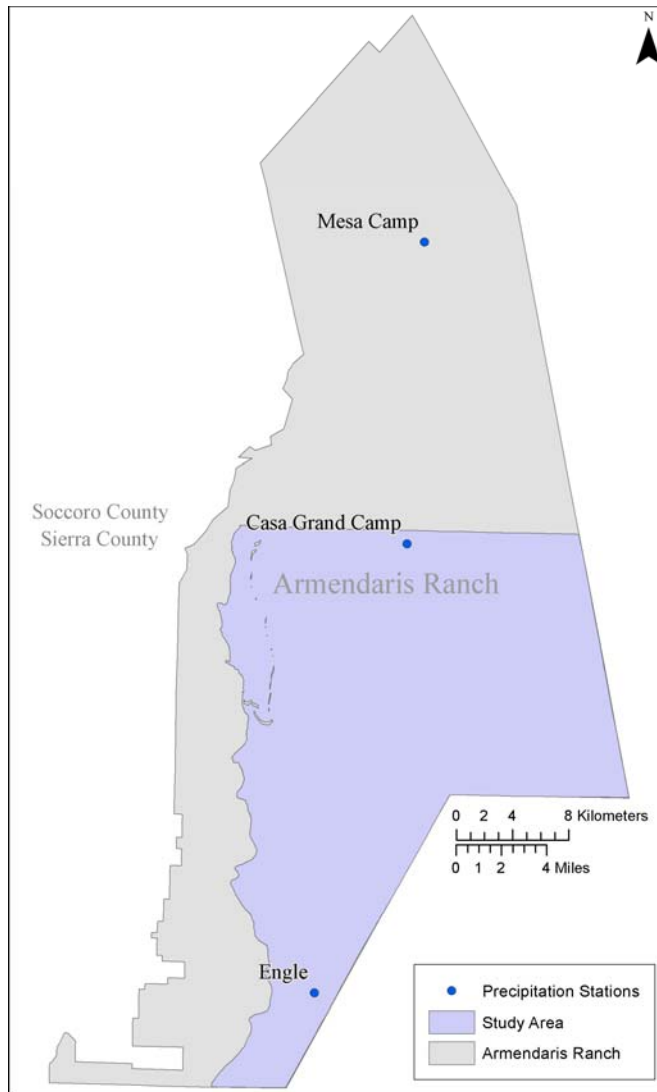 N
Mesa Camp
Soccoro County
Sierra County
Casa Grand Camp
Armendaris Ranch
0 2 4 8 Kilometers
0 1 2 4 Miles
Engle
Precipitation Stations
Study Area
Armendaris Ranch